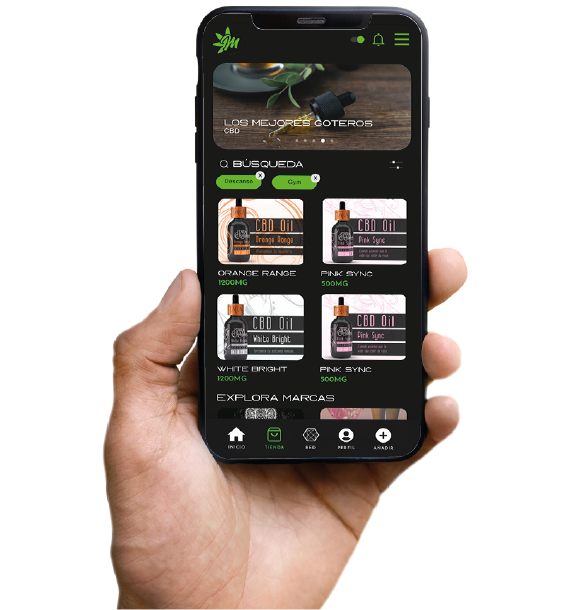 LOS MEJORES GOTEROS
CBD
BÚSQUEDA
Descanso X
Gym X
CBD Oil
Orange Range
CBD Oil
Pink Sync
ORANGE RANGE
1200MG
PINK SYNC
500MG
CBD Oil
White Bright
CBD Oil
Pink Sync
WHITE BRIGHT
1200MG
PINK SYNC
500MG
EXPLORA MARCAS
INICIO
TIENDA
RED
PERFIL
AÑADIR